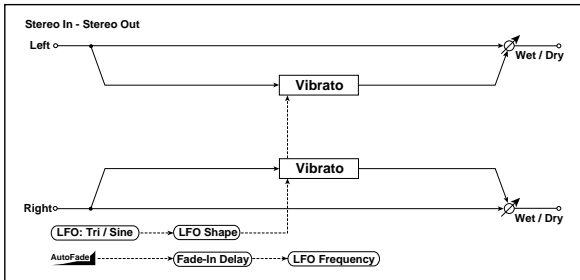 Stereo In - Stereo Out
Left
Wet / Dry
Vibrato
Vibrato
Right
Wet / Dry
LFO: Tri / Sine
LFO Shape
AutoFade
Fade-In Delay
LFO Frequency